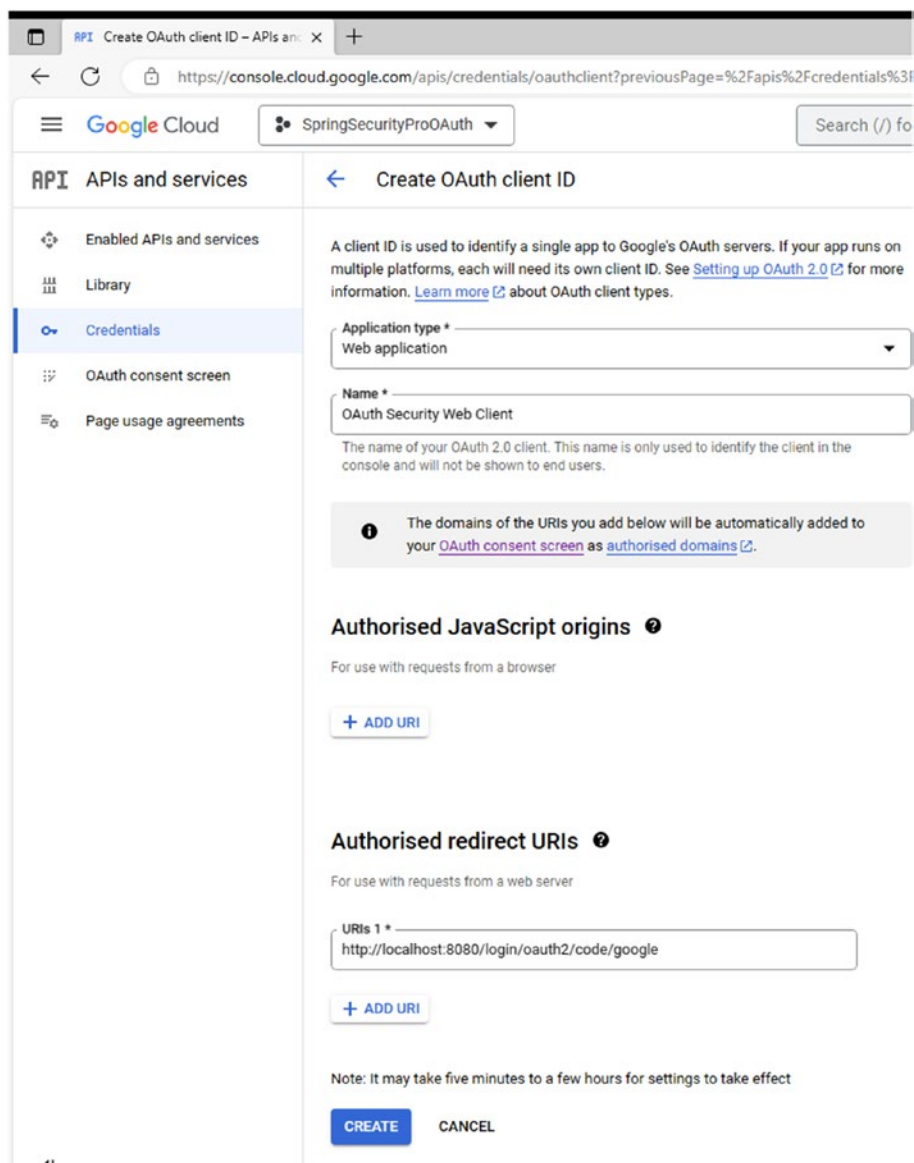 API Create OAuth client ID – APIs and
https://console.cloud.google.com/apis/credentials/oauthclient?previousPage=%2Fapis%2Fcredentials%3F
Google Cloud
SpringSecurityProOAuth
Search (/) fo
API APIs and services
Create OAuth client ID
Enabled APIs and services
Library
Credentials
OAuth consent screen
Page usage agreements
A client ID is used to identify a single app to Google's OAuth servers. If your app runs on
multiple platforms, each will need its own client ID. See Setting up OAuth 2.0 for more
information. Learn more about OAuth client types.
Application type *
Web application
Name *
OAuth Security Web Client
The name of your OAuth 2.0 client. This name is only used to identify the client in the
console and will not be shown to end users.
The domains of the URIs you add below will be automatically added to
your OAuth consent screen as authorised domains.
Authorised JavaScript origins
For use with requests from a browser
+ ADD URI
Authorised redirect URIs
For use with requests from a web server
URIs 1 *
http://localhost:8080/login/oauth2/code/google
+ ADD URI
Note: It may take five minutes to a few hours for settings to take effect
CREATE CANCEL